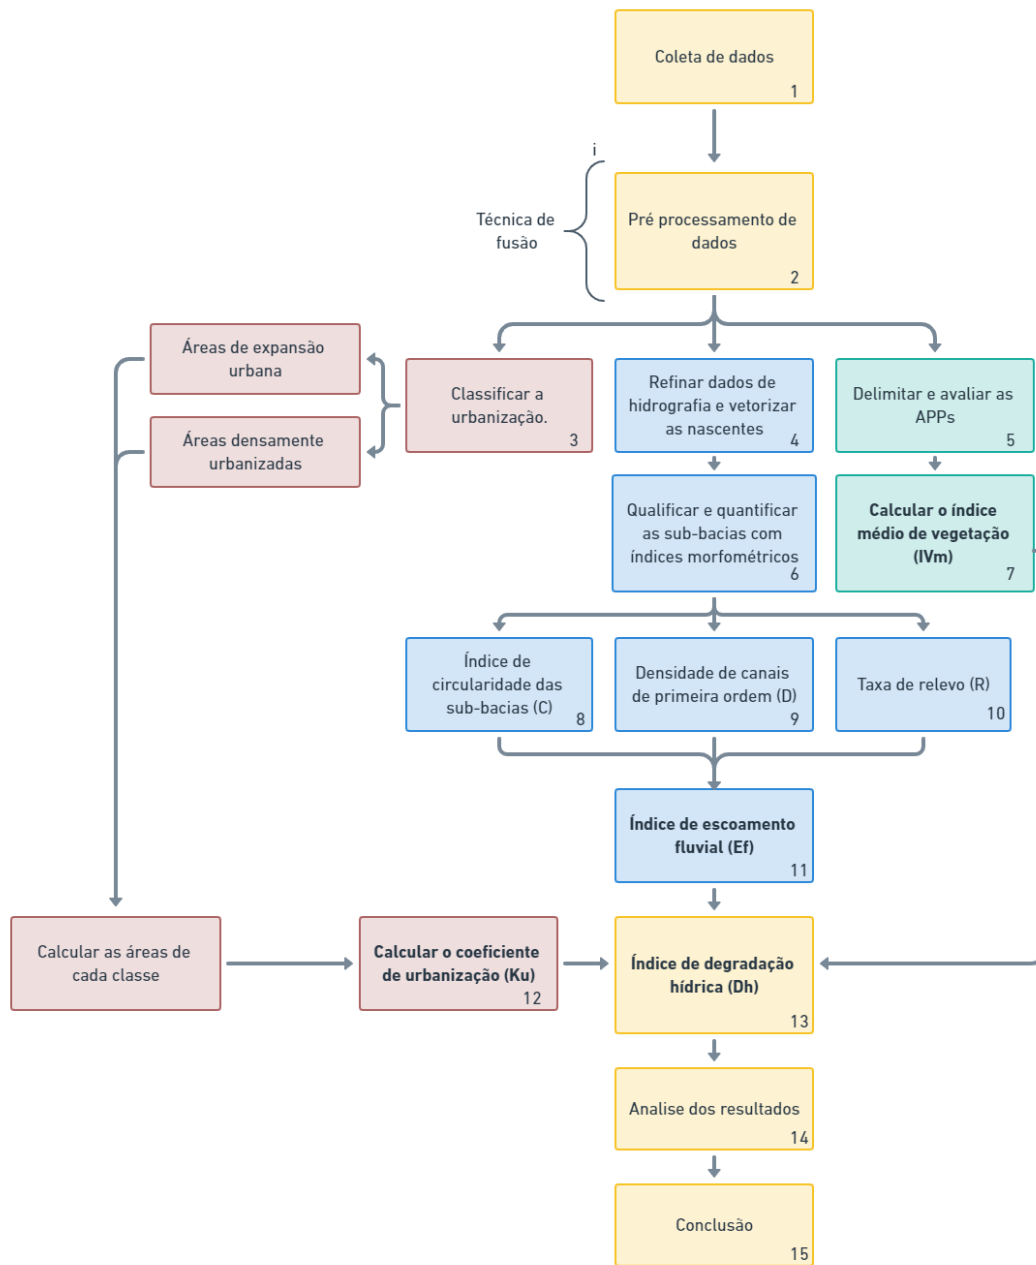 Coleta de dados
1
i
Técnica de
fusão
Pré processamento de
dados
2
Áreas de expansão
urbana
Áreas densamente
urbanizadas
Classificar a
urbanização.
3
Refinar dados de
hidrografia e vetorizar
as nascentes
4
Delimitar e avaliar as
APPs
5
Qualificar e quantificar
as sub-bacias com
índices morfométricos
6
Calcular o índice
médio de vegetação
(IVm)
7
Índice de
circularidade das
sub-bacias (C)
8
Densidade de canais
de primeira ordem (D)
9
Taxa de relevo (R)
10
Índice de escoamento
fluvial (Ef)
11
Calcular as áreas de
cada classe
Calcular o coeficiente
de urbanização (Ku)
12
Índice de degradação
hídrica (Dh)
13
Analise dos resultados
14
Conclusão
15